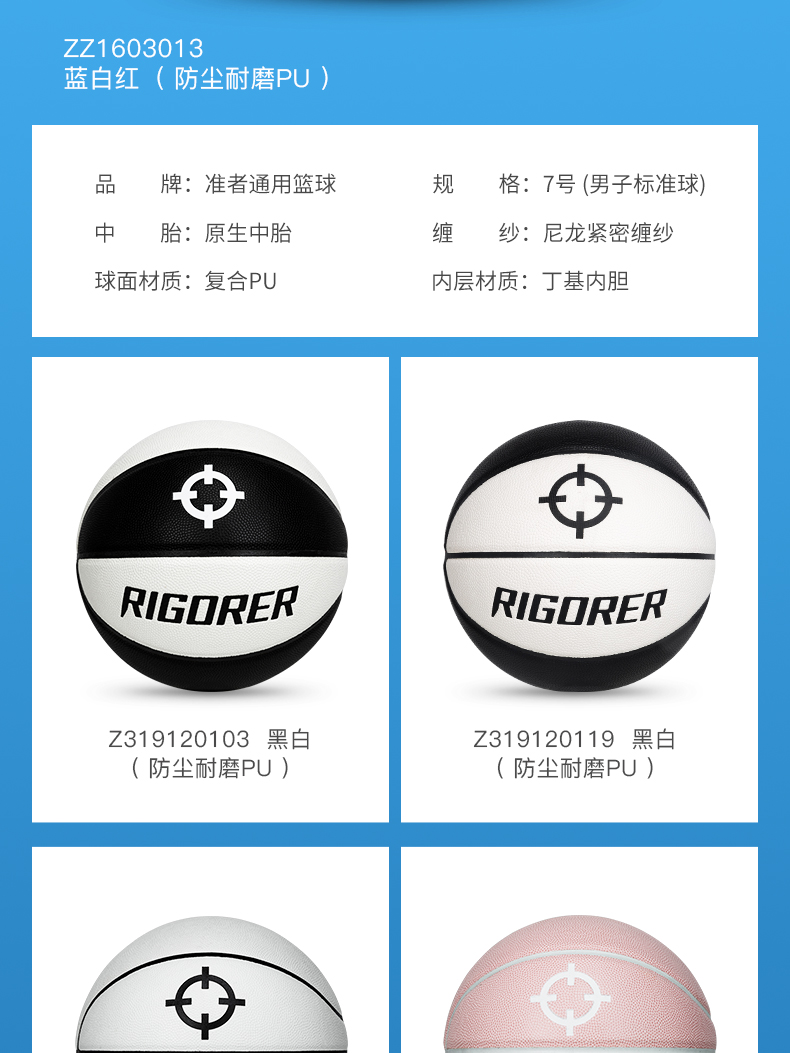 ZZ1603013
蓝白红（防尘耐磨PU）
品　　牌：准者通用篮球
规　　格：7号 (男子标准球)
中　　胎：原生中胎
缠　　纱：尼龙紧密缠纱
球面材质：复合PU
内层材质：丁基内胆
RIGORER
RIGORER
Z319120103 黑白
（防尘耐磨PU）
Z319120119 黑白
（防尘耐磨PU）